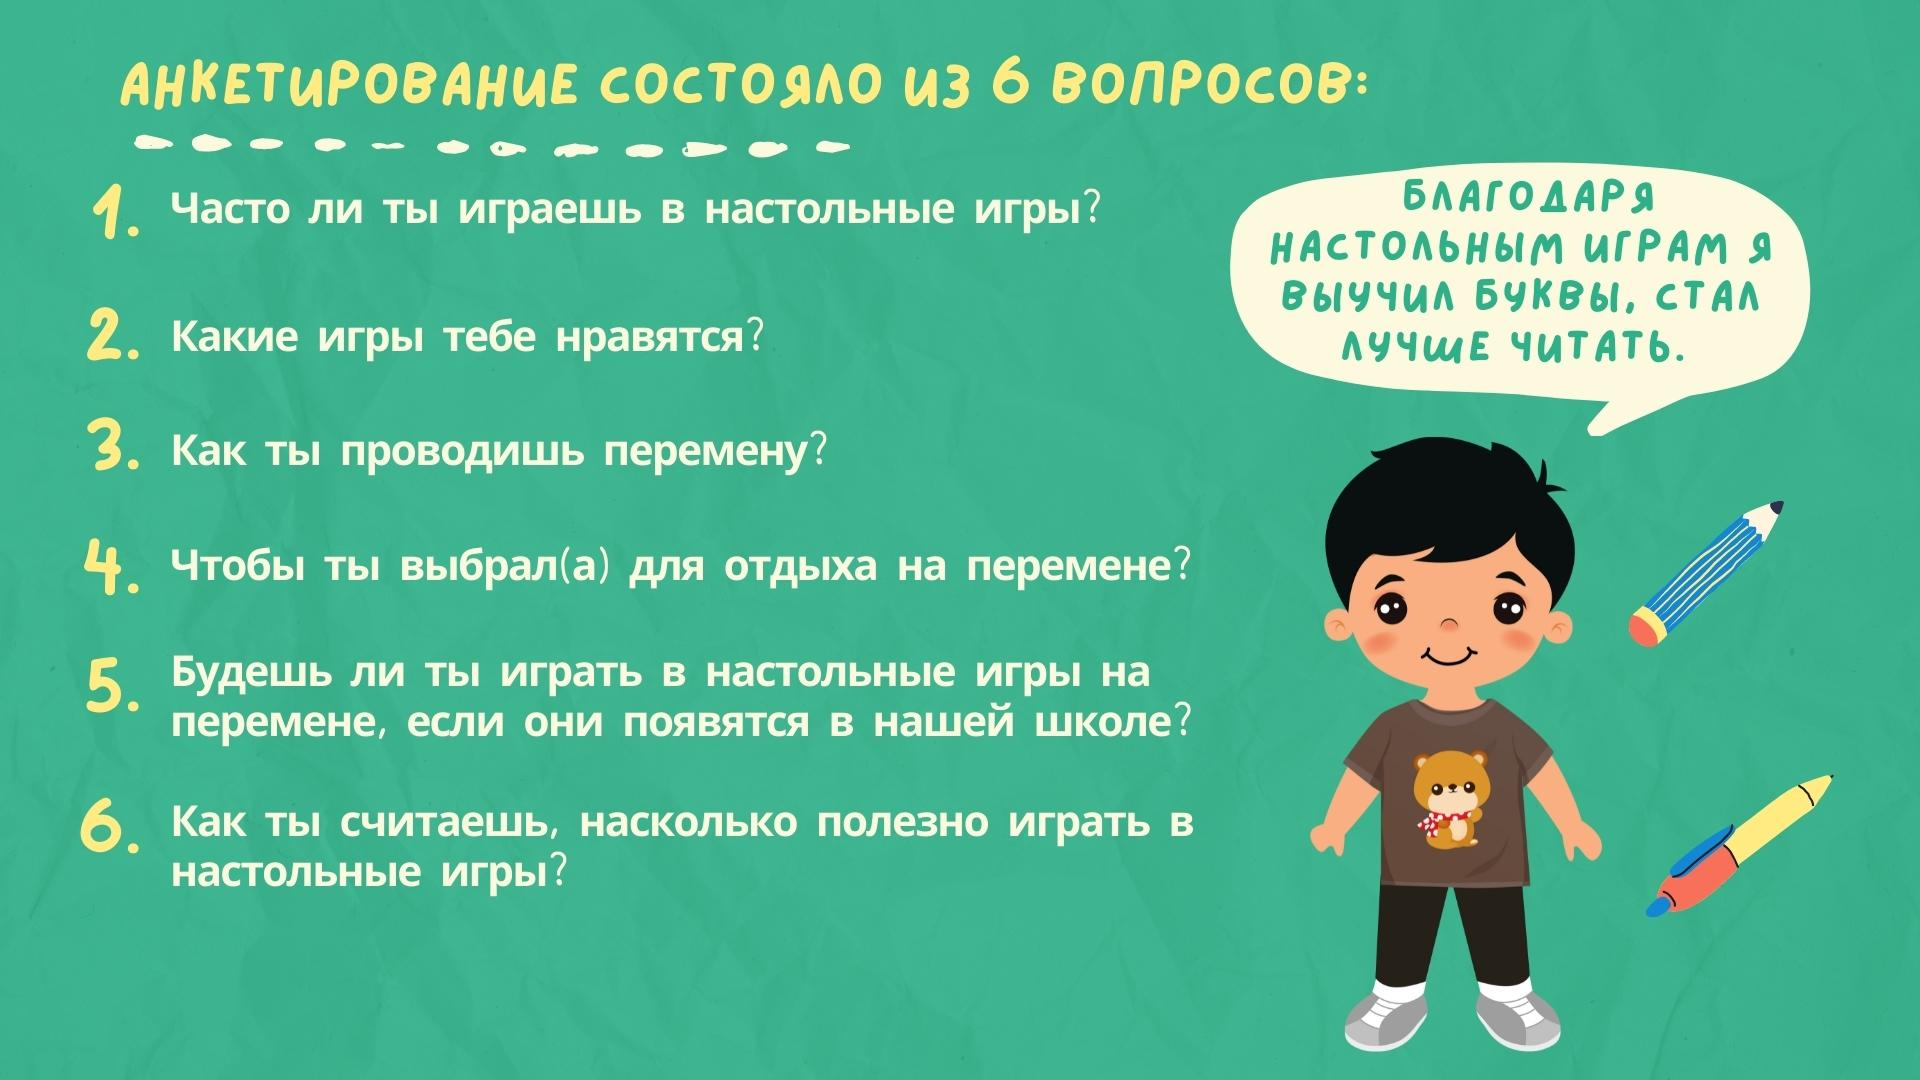 АНКЕТИРОВАНИЕ СОСТОЯЛО ИЗ 6 ВОПРОСОВ:
1. Часто ли ты играешь в настольные игры?
2. Какие игры тебе нравятся?
3. Как ты проводишь перемену?
4. Чтобы ты выбрал(а) для отдыха на перемене?
5. Будешь ли ты играть в настольные игры на
перемене, если они появятся в нашей школе?
6. Как ты считаешь, насколько полезно играть в
настольные игры?
БЛАГОДАРЯ
НАСТОЛЬНЫМ ИГРАМ Я
ВЫУЧИЛ БУКВЫ, СТАЛ
ЛУЧШЕ ЧИТАТЬ.